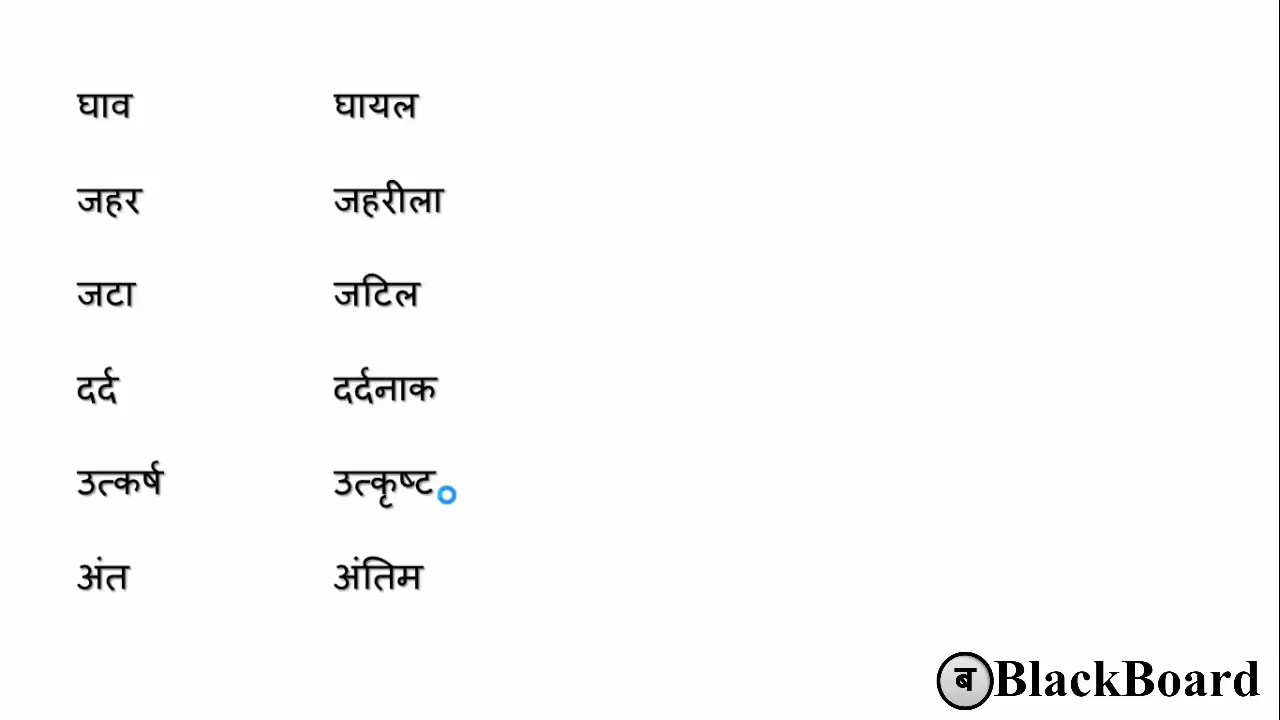 घाव घायल
जहर जहरीला
जटा जटिल
दर्द दर्दनाक
उत्कर्ष उत्कृष्ट
अंत अंतिम
ब BlackBoard